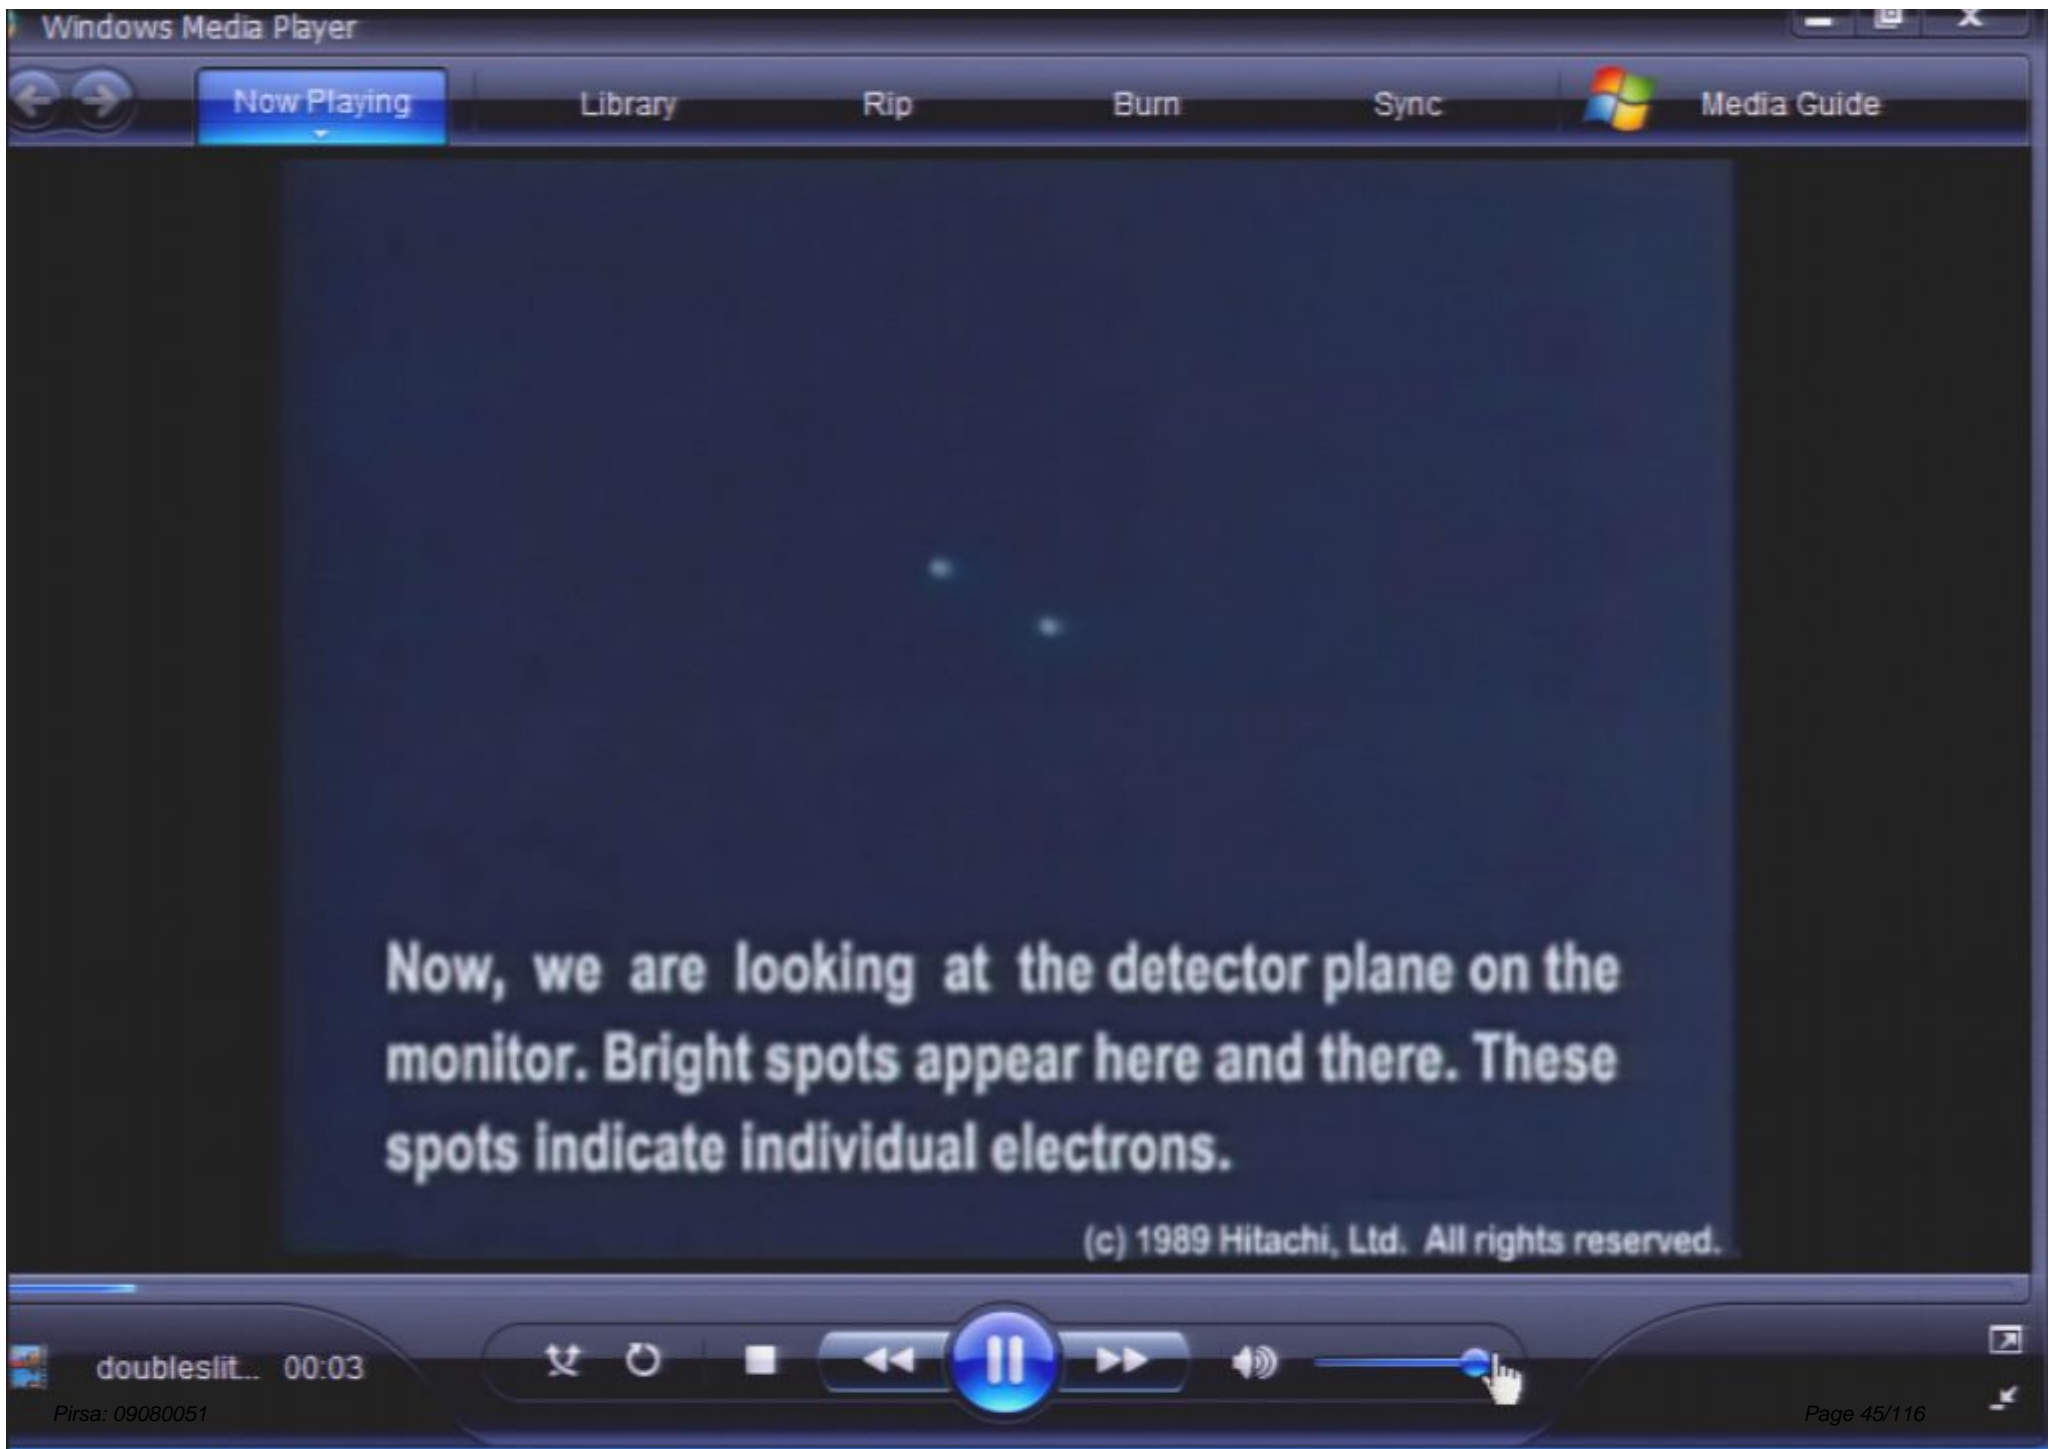 Windows Media Player
Now Playing Library Rip Burn Sync Media Guide
Now, we are looking at the detector plane on the
monitor. Bright spots appear here and there. These
spots indicate individual electrons.
(c) 1989 Hitachi, Ltd. All rights reserved.
doubleslit... 00:03
Pirsa: 09080051
Page 45/116